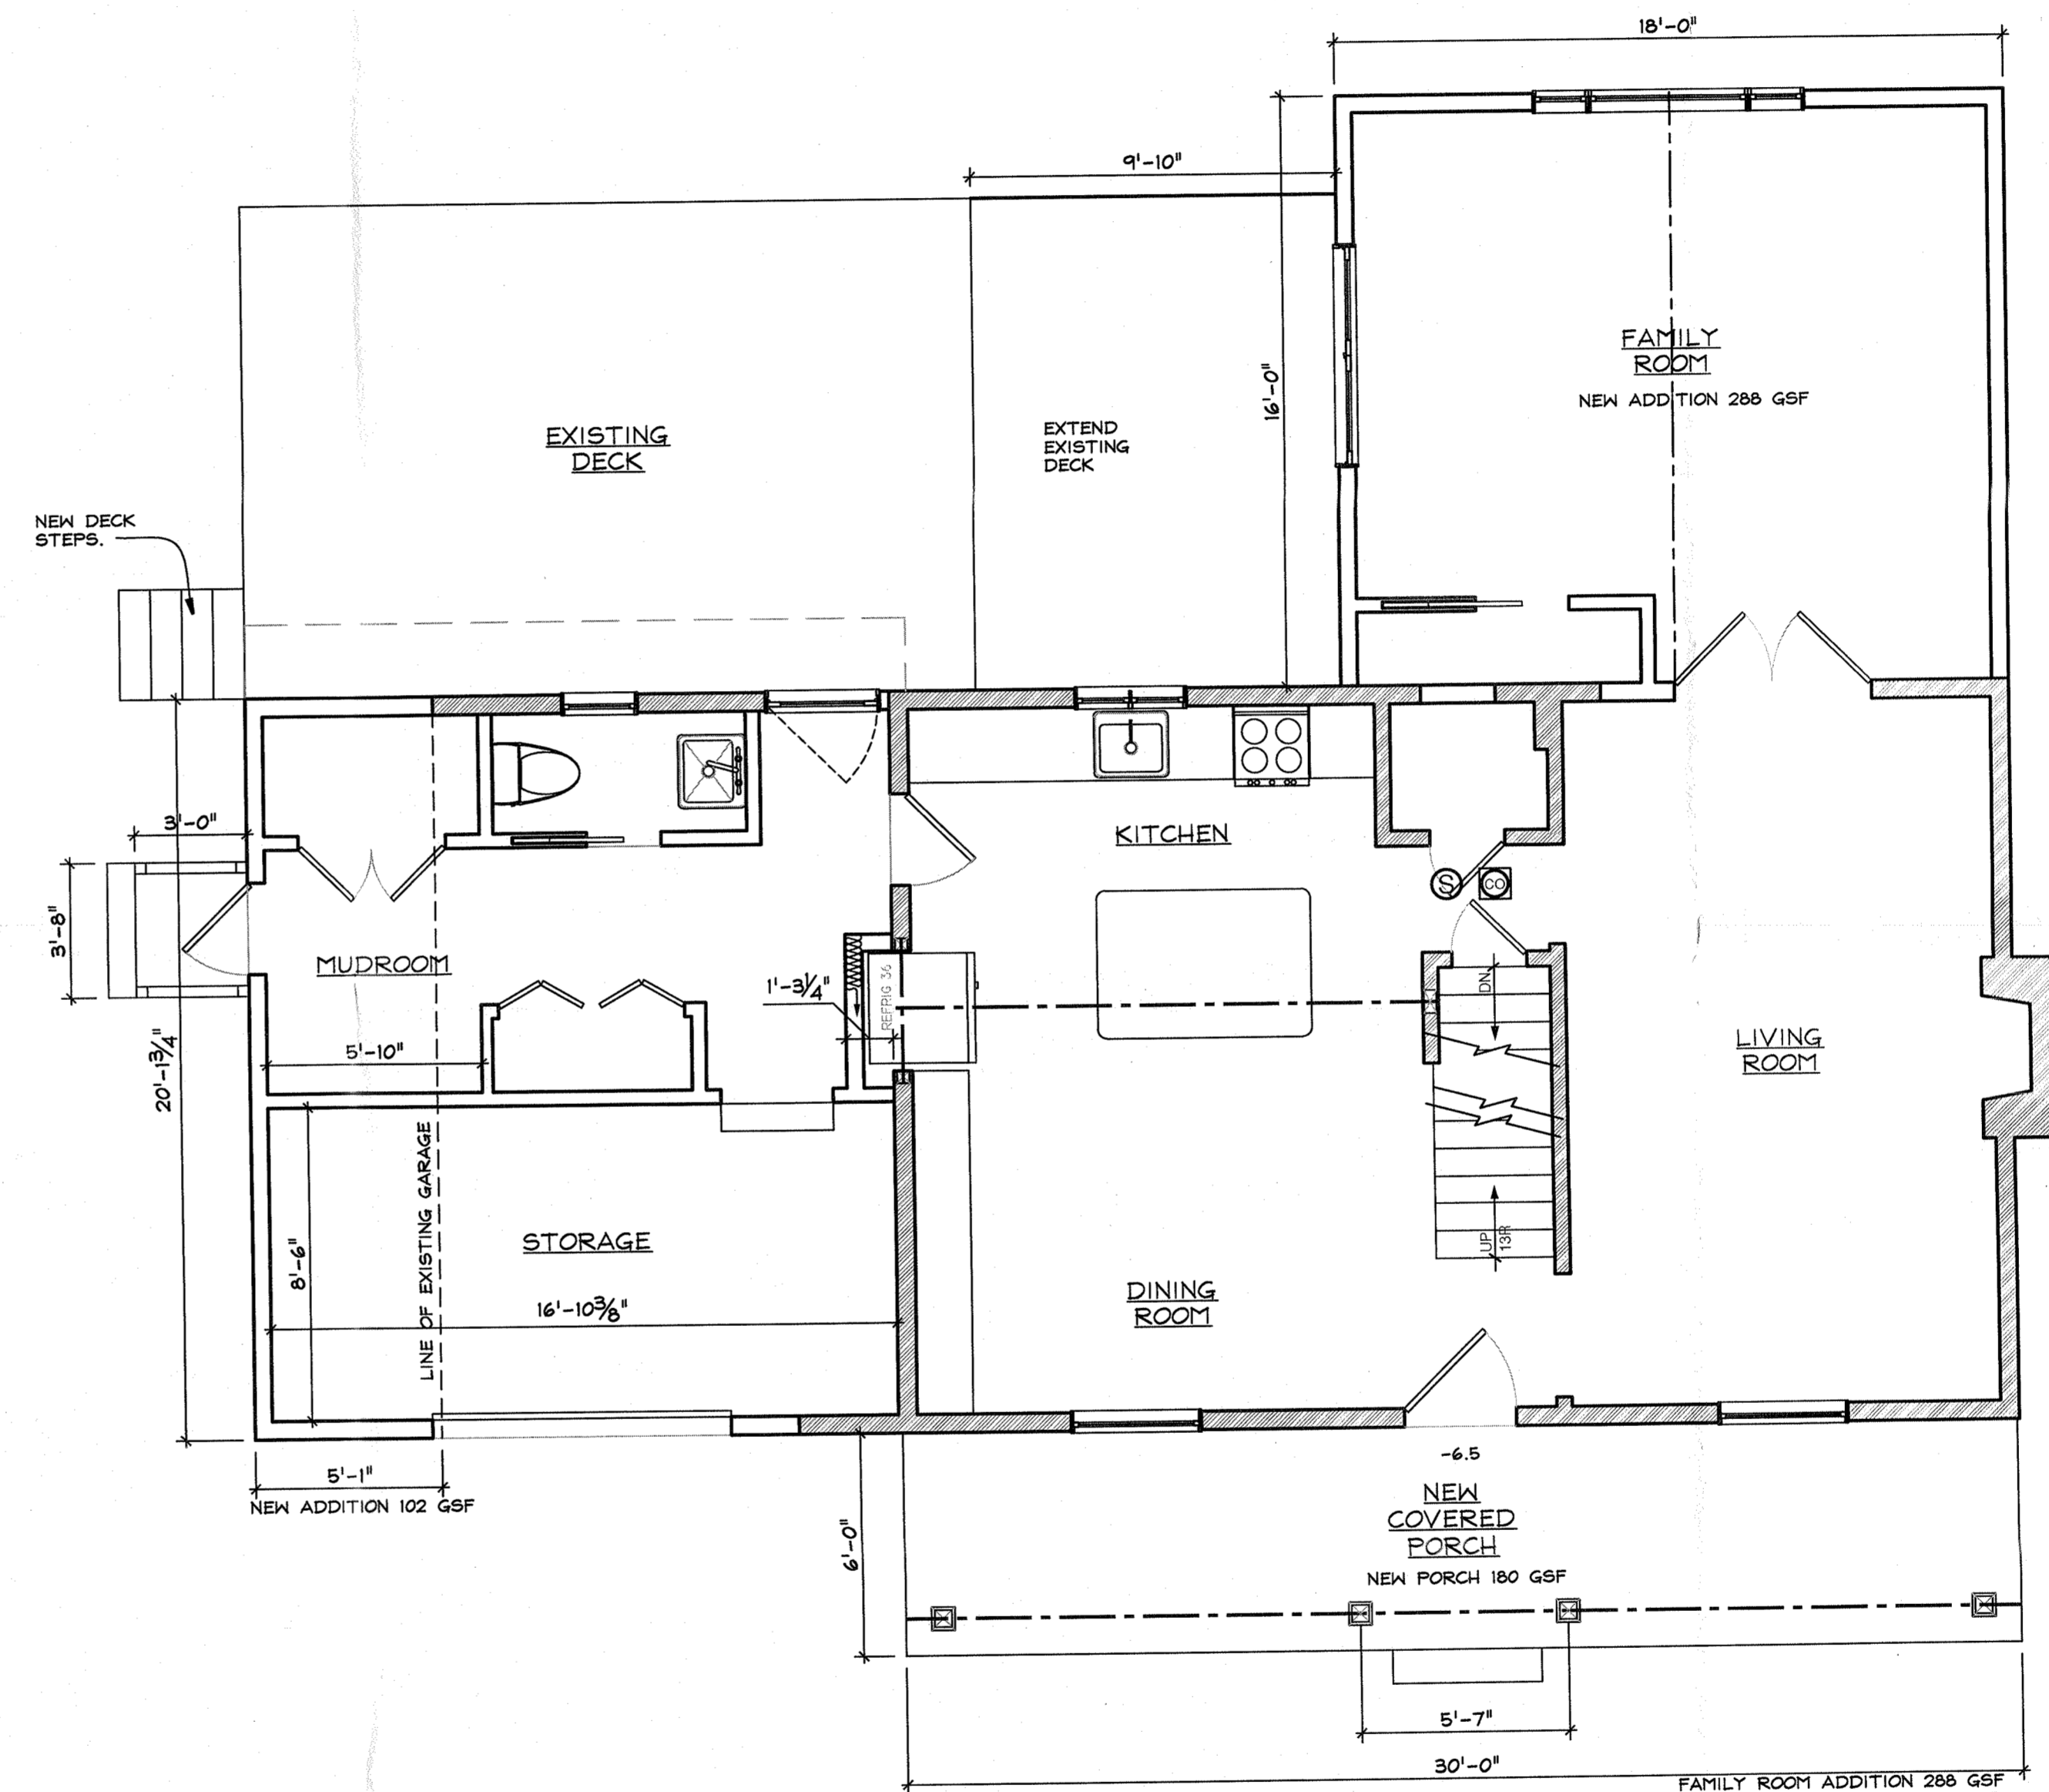 18'-0"
9'-10"
16'-0"
FAMILY
ROOM
NEW ADDITION 288 GSF
EXISTING
DECK
EXTEND
EXISTING
DECK
NEW DECK
STEPS.
3'-0"
3'-8"
KITCHEN
S
CO
MUDROOM
1'-3 1/4"
REFRIG 36
DN
5'-10"
20'-1 3/4"
LIVING
ROOM
LINE OF EXISTING GARAGE
STORAGE
8'-6"
16'-10 3/8"
UP
13R
DINING
ROOM
5'-1"
NEW ADDITION 102 GSF
-6.5
NEW
COVERED
PORCH
NEW PORCH 180 GSF
6'-0"
5'-7"
30'-0"
FAMILY ROOM ADDITION 288 GSF